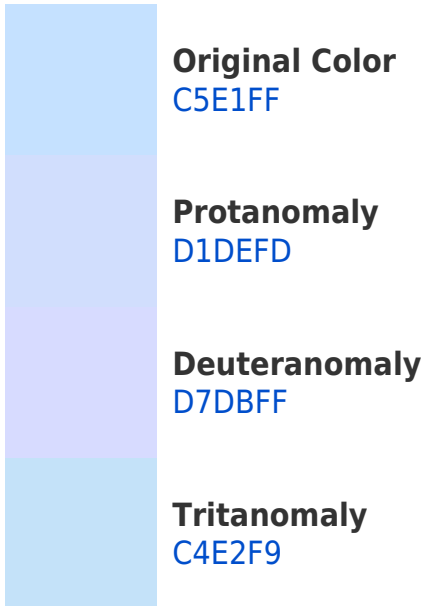 Original Color
C5E1FF
Protanomaly
D1DEFD
Deuteranomaly
D7DBFF
Tritanomaly
C4E2F9